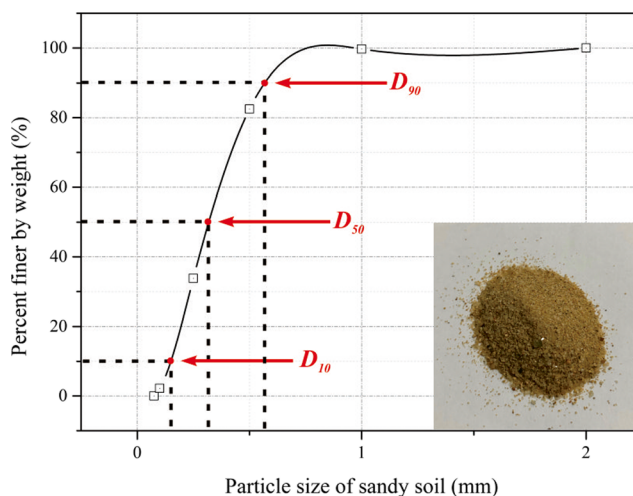 100
80
60
40
20
0
Percent finer by weight (%)
D90
D50
D10
0
1
2
Particle size of sandy soil (mm)